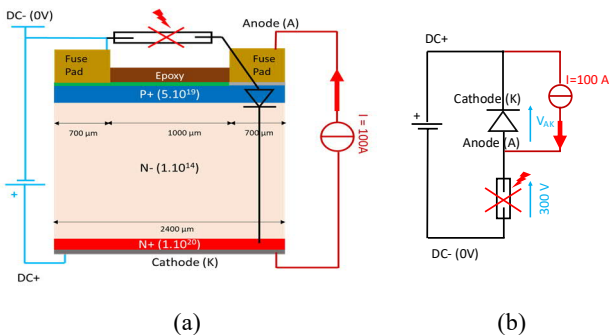 DC- (0V)
Anode (A)
Fuse
Pad
Epoxy
Fuse
Pad
P+ (5.10¹⁹)
700 µm
1000 µm
700 µm
N- (1.10¹⁴)
I = 100A
+
2400 µm
N+ (1.10²⁰)
DC+
Cathode (K)
(a)
DC+
I=100 A
Cathode (K)
+
V_AK
Anode (A)
300 V
DC- (0V)
(b)